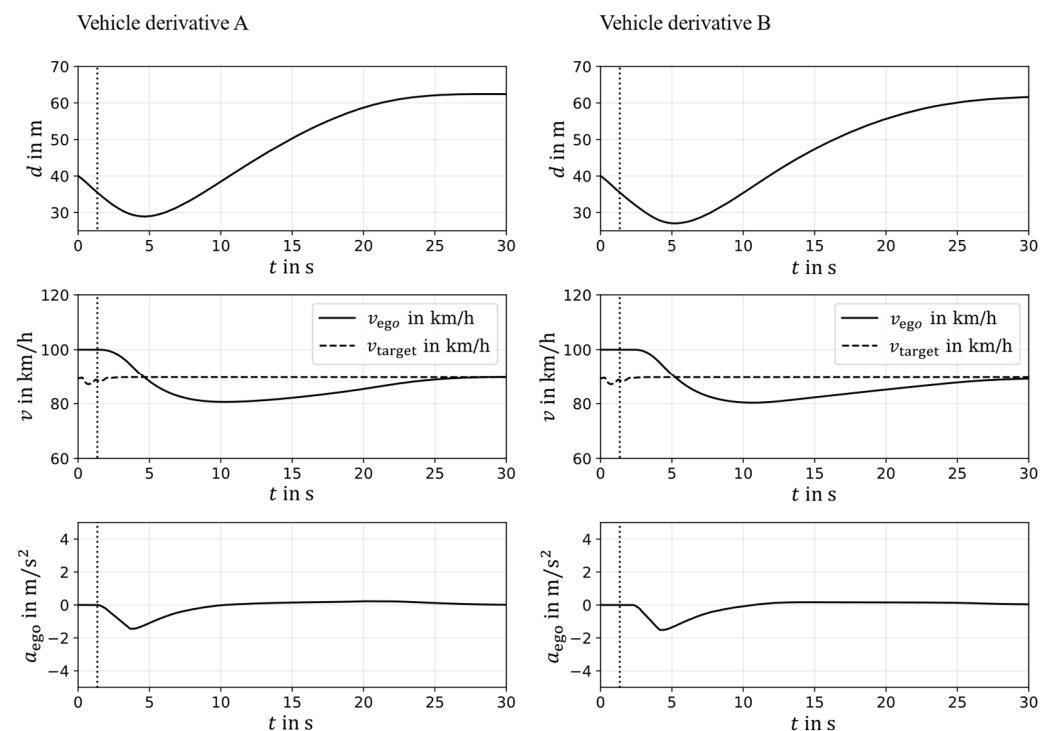 Vehicle derivative A
70
60
50
40
30
d in m
0 5 10 15 20 25 30
t in s
120
100
80
60
v in km/h
v_ego in km/h
v_target in km/h
0 5 10 15 20 25 30
t in s
4
2
0
−2
−4
a_ego in m/s²
0 5 10 15 20 25 30
t in s
Vehicle derivative B
70
60
50
40
30
d in m
0 5 10 15 20 25 30
t in s
120
100
80
60
v in km/h
v_ego in km/h
v_target in km/h
0 5 10 15 20 25 30
t in s
4
2
0
−2
−4
a_ego in m/s²
0 5 10 15 20 25 30
t in s